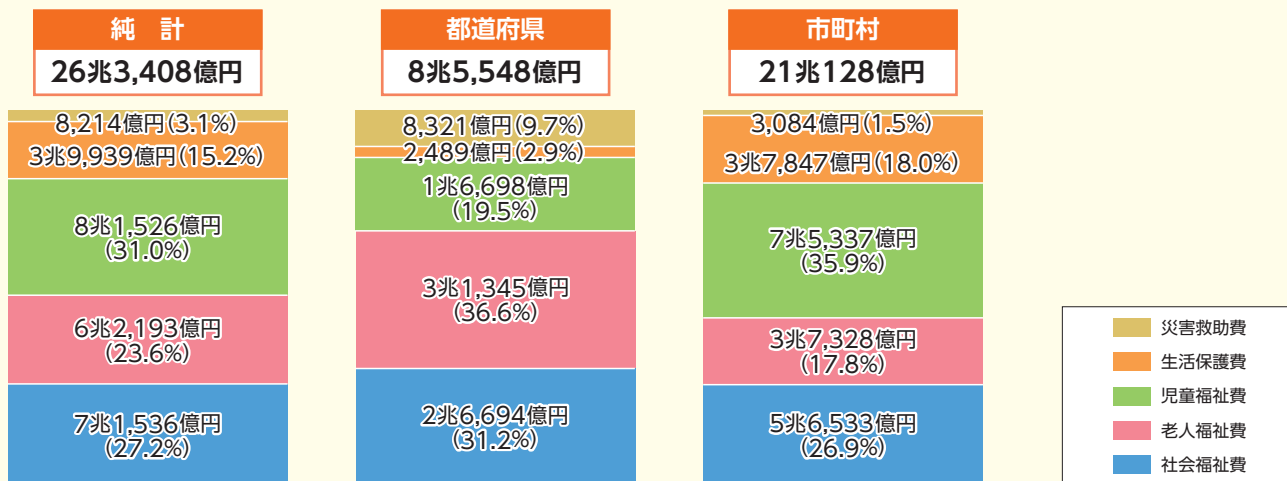 純　計
26兆3,408億円
8,214億円(3.1%)
3兆9,939億円(15.2%)
8兆1,526億円
(31.0%)
6兆2,193億円
(23.6%)
7兆1,536億円
(27.2%)
都道府県
8兆5,548億円
8,321億円(9.7%)
2,489億円(2.9%)
1兆6,698億円
(19.5%)
3兆1,345億円
(36.6%)
2兆6,694億円
(31.2%)
市町村
21兆128億円
3,084億円(1.5%)
3兆7,847億円(18.0%)
7兆5,337億円
(35.9%)
3兆7,328億円
(17.8%)
5兆6,533億円
(26.9%)
災害救助費
生活保護費
児童福祉費
老人福祉費
社会福祉費